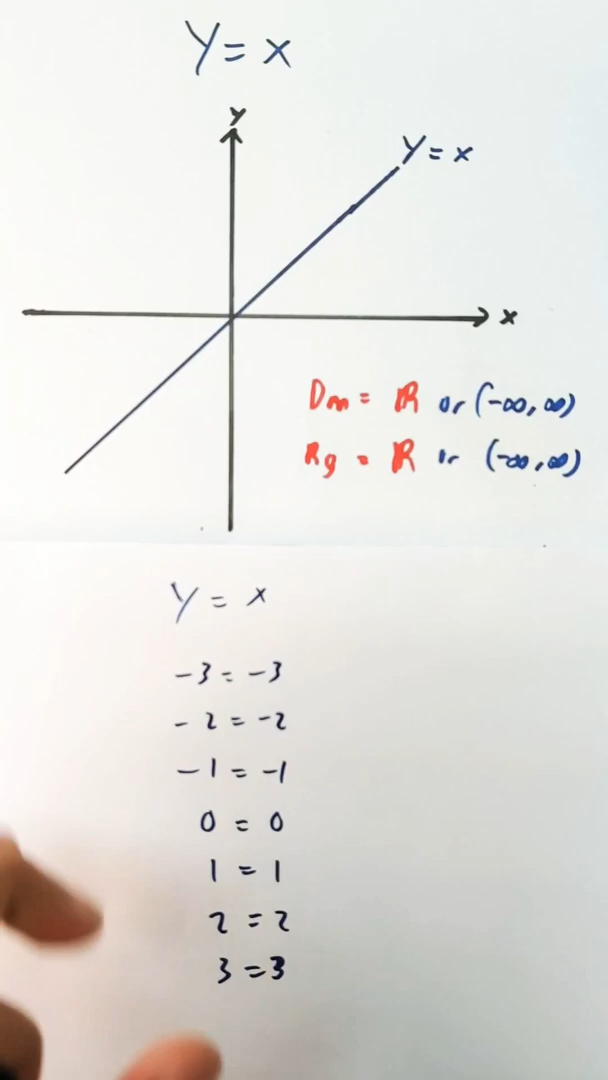 Y = x
y
Y = x
x
Dm = ℝ or (-∞, ∞)
Rg = ℝ or (-∞, ∞)
Y = x
-3 = -3
-2 = -2
-1 = -1
0 = 0
1 = 1
2 = 2
3 = 3